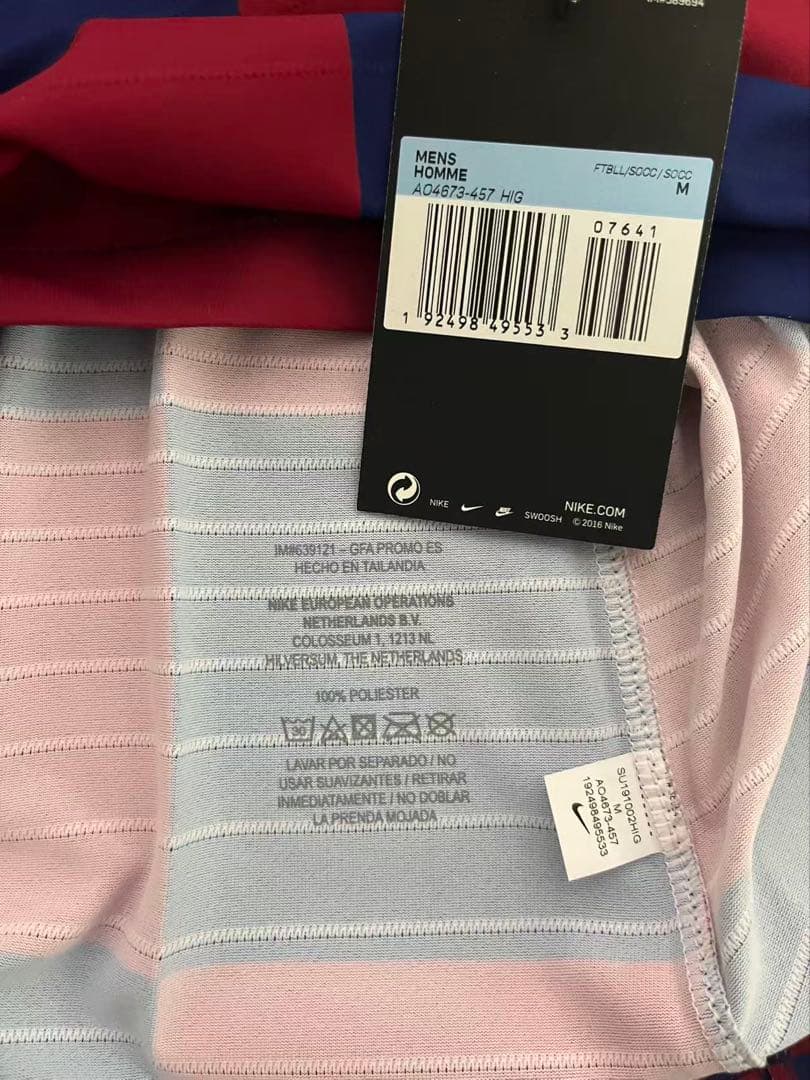 MENS
HOMME
AO4673-457 HIG
FTBLL/SOCC/SOCC
M
07641
1 92498 49553 3
NIKE
SWOOSH
NIKE.COM
© 2016 Nike
IM#639121 – GFA PROMO ES
HECHO EN TAILANDIA
NIKE EUROPEAN OPERATIONS
NETHERLANDS B.V.
COLOSSEUM 1, 1213 NL
HILVERSUM, THE NETHERLANDS
100% POLIESTER
30
LAVAR POR SEPARADO / NO
USAR SUAVIZANTES / RETIRAR
INMEDIATAMENTE / NO DOBLAR
LA PRENDA MOJADA
SU191002HIG
M
AO4673-457
192498495533